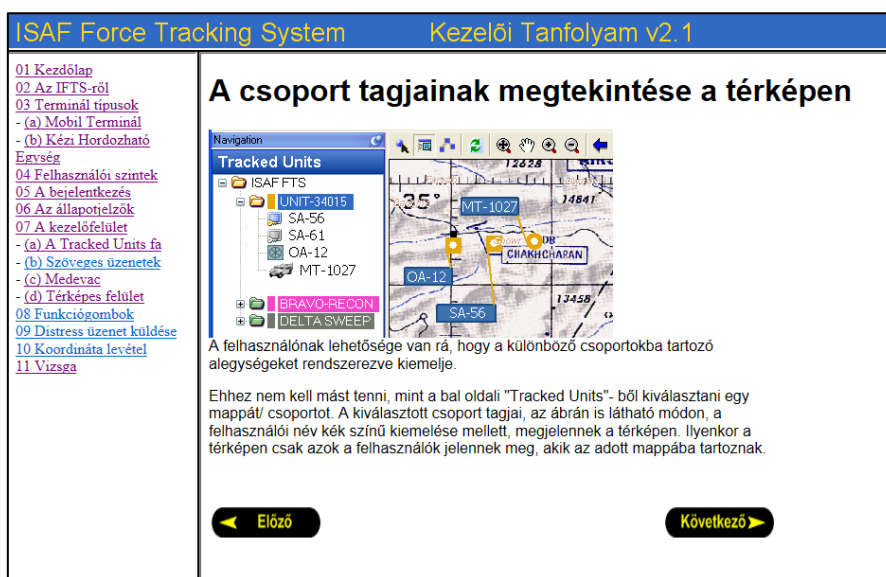 ISAF Force Tracking System Kezelõi Tanfolyam v2.1
01 Kezdőlap
02 Az IFTS-ről
03 Terminál típusok
- (a) Mobil Terminál
- (b) Kézi Hordozható
Egység
04 Felhasználói szintek
05 A bejelentkezés
06 Az állapotjelzők
07 A kezelőfelület
- (a) A Tracked Units fa
- (b) Szöveges üzenetek
- (c) Medevac
- (d) Térképes felület
08 Funkciógombok
09 Distress üzenet küldése
10 Koordináta levétel
11 Vizsga
A csoport tagjainak megtekintése a térképen
Navigation
Tracked Units
ISAF FTS
UNIT-34015
SA-56
SA-61
OA-12
MT-1027
BRAVO-RECON
DELTA SWEEP
12628
35°
14841
MT-1027
CHAKHCHARAN
OA-12
13458
SA-56
A felhasználónak lehetősége van rá, hogy a különböző csoportokba tartozó
alegységeket rendszerezve kiemelje.
Ehhez nem kell mást tenni, mint a bal oldali "Tracked Units"- ből kiválasztani egy
mappát/ csoportot. A kiválasztott csoport tagjai, az ábrán is látható módon, a
felhasználói név kék színű kiemelése mellett, megjelennek a térképen. Ilyenkor a
térképen csak azok a felhasználók jelennek meg, akik az adott mappába tartoznak.
Előző
Következő